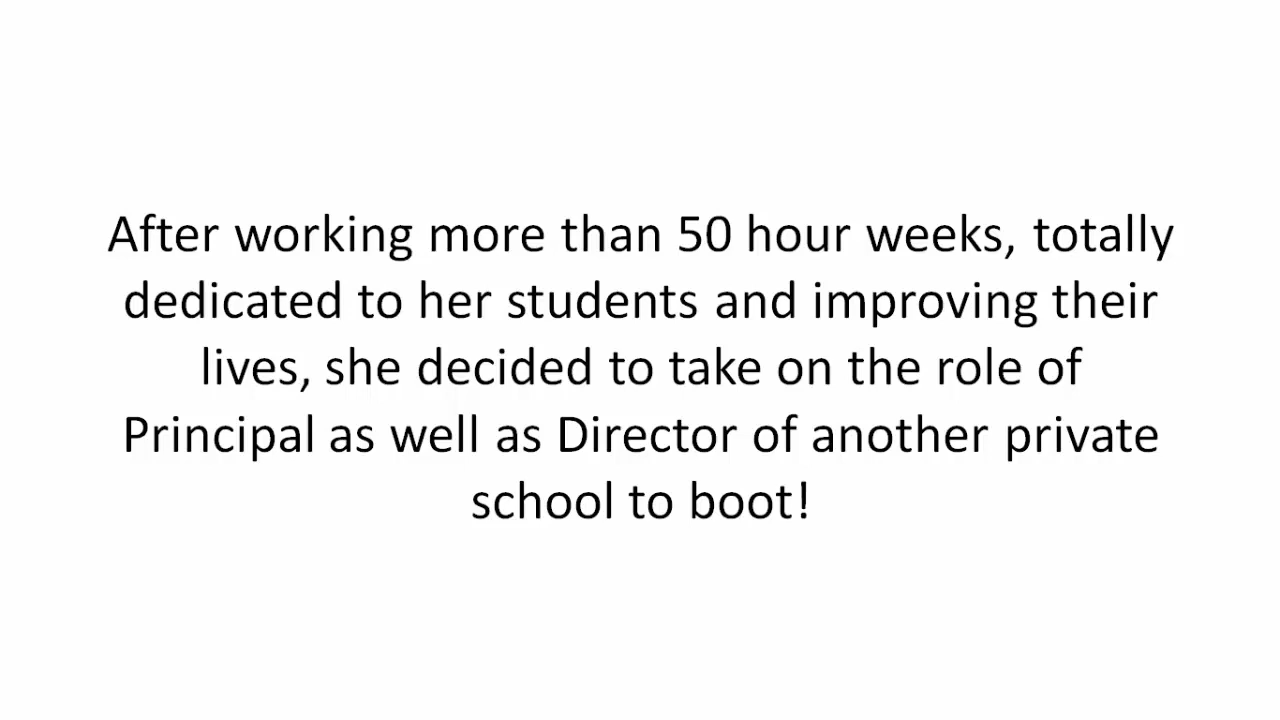 After working more than 50 hour weeks, totally
dedicated to her students and improving their
lives, she decided to take on the role of
Principal as well as Director of another private
school to boot!